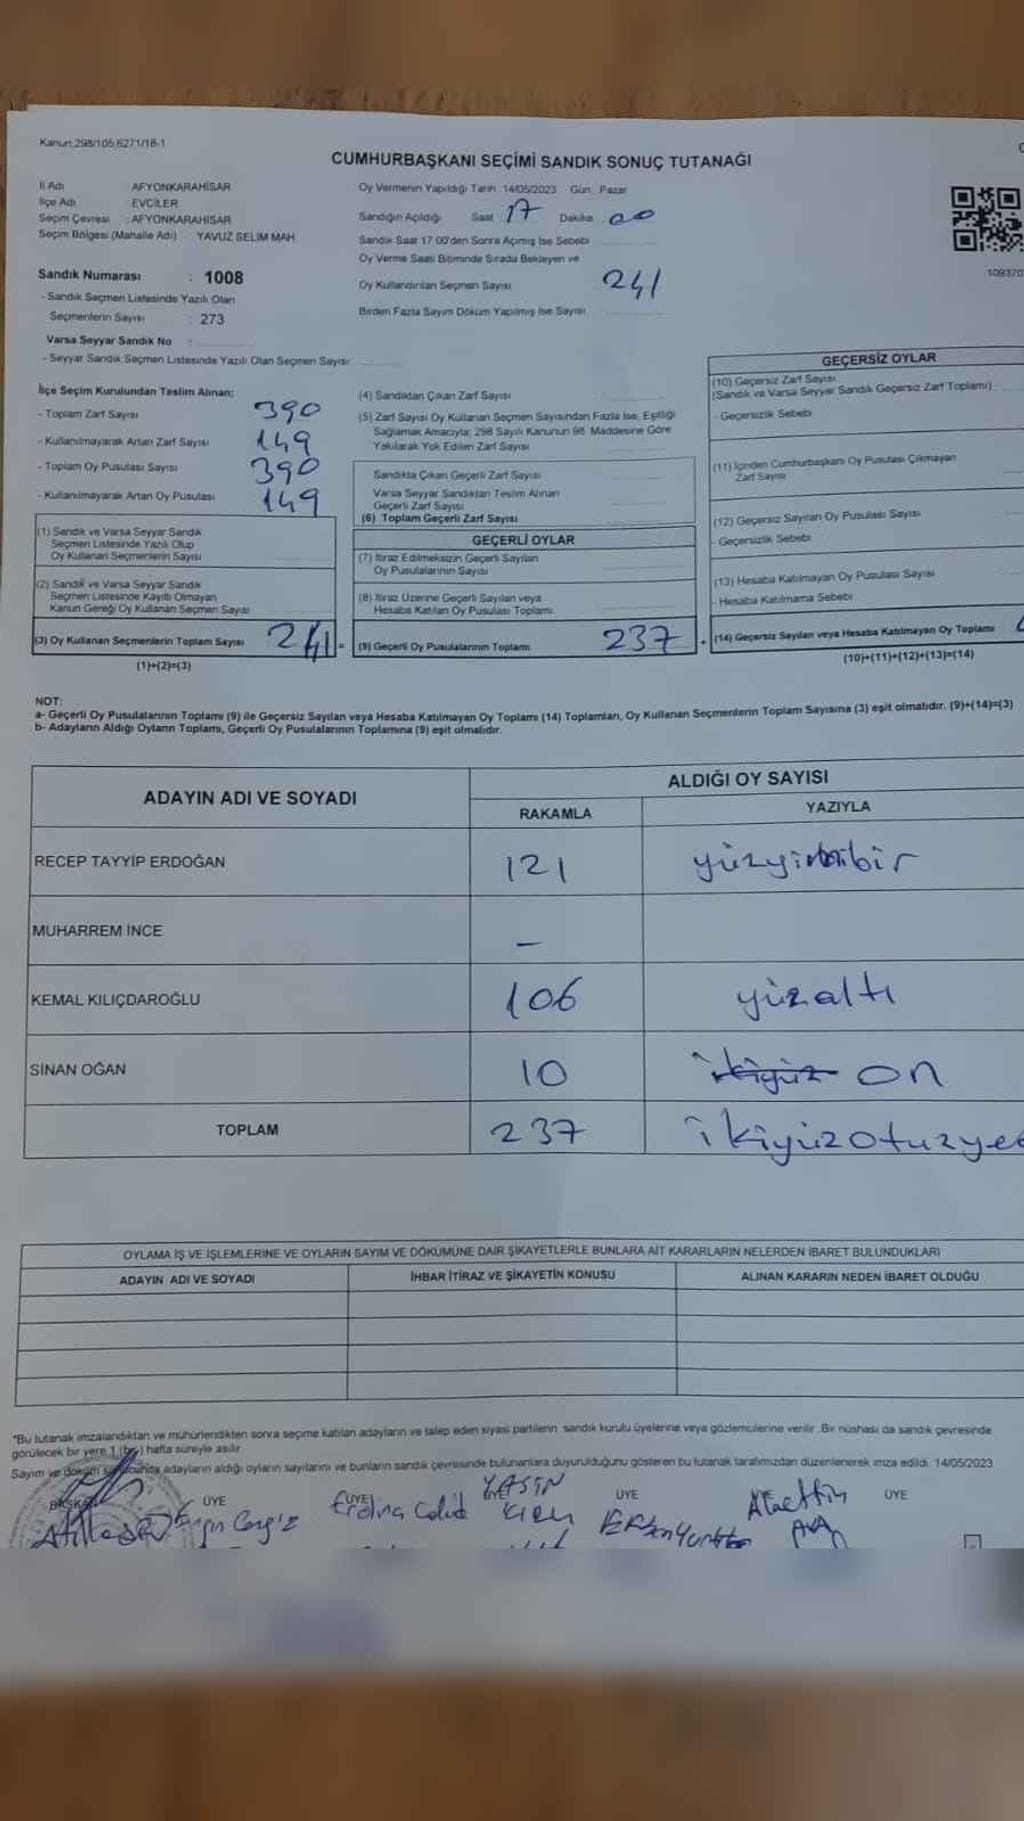 Kanun;298/105;6271/18-1
CUMHURBAŞKANI SEÇİMİ SANDIK SONUÇ TUTANAĞI
İl Adı : AFYONKARAHİSAR
İlçe Adı : EVCİLER
Seçim Çevresi : AFYONKARAHİSAR
Seçim Bölgesi (Mahalle Adı) YAVUZ SELİM MAH
Oy Vermenin Yapıldığı Tarih 14/05/2023 Gün Pazar
Sandığın Açıldığı Saat 17 Dakika 00
Sandık Saat 17.00'den Sonra Açımış İse Sebebi
Oy Verme Saati Bitiminde Sırada Bekleyen ve
Oy Kullandırılan Seçmen Sayısı 241
Birden Fazla Sayım Döküm Yapılmış İse Sayısı
109370
Sandık Numarası : 1008
- Sandık Seçmen Listesinde Yazılı Olan
Seçmenlerin Sayısı : 273
Varsa Seyyar Sandık No :
- Seyyar Sandık Seçmen Listesinde Yazılı Olan Seçmen Sayısı
İlçe Seçim Kurulundan Teslim Alınan;
- Toplam Zarf Sayısı 390
- Kullanılmayarak Artan Zarf Sayısı 149
- Toplam Oy Pusulası Sayısı 390
- Kullanılmayarak Artan Oy Pusulası 149
(1) Sandık ve Varsa Seyyar Sandık
Seçmen Listesinde Yazılı Olup
Oy Kullanan Seçmenlerin Sayısı
(2) Sandık ve Varsa Seyyar Sandık
Seçmen Listesinde Kayıtlı Olmayan
Kanun Gereği Oy Kullanan Seçmen Sayısı
(3) Oy Kullanan Seçmenlerin Toplam Sayısı 241 =
(1)+(2)=(3)
(4) Sandıktan Çıkan Zarf Sayısı
(5) Zarf Sayısı Oy Kullanan Seçmen Sayısından Fazla İse, Eşitliği
Sağlamak Amacıyla; 298 Sayılı Kanunun 98. Maddesine Göre
Yakılarak Yok Edilen Zarf Sayısı
Sandıkta Çıkan Geçerli Zarf Sayısı
Varsa Seyyar Sandıktan Teslim Alınan
Geçerli Zarf Sayısı
(6) Toplam Geçerli Zarf Sayısı
GEÇERLİ OYLAR
(7) İtiraz Edilmeksizin Geçerli Sayılan
Oy Pusulalarının Sayısı
(8) İtiraz Üzerine Geçerli Sayılan veya
Hesaba Katılan Oy Pusulası Toplamı
(9) Geçerli Oy Pusulalarının Toplamı 237 +
GEÇERSİZ OYLAR
(10) Geçersiz Zarf Sayısı
(Sandık ve Varsa Seyyar Sandık Geçersiz Zarf Toplamı)
- Geçersizlik Sebebi
(11) İçinden Cumhurbaşkanı Oy Pusulası Çıkmayan
Zarf Sayısı
(12) Geçersiz Sayılan Oy Pusulası Sayısı
- Geçersizlik Sebebi
(13) Hesaba Katılmayan Oy Pusulası Sayısı
- Hesaba Katılmama Sebebi
(14) Geçersiz Sayılan veya Hesaba Katılmayan Oy Toplamı
(10)+(11)+(12)+(13)=(14)
NOT:
a- Geçerli Oy Pusulalarının Toplamı (9) ile Geçersiz Sayılan veya Hesaba Katılmayan Oy Toplamı (14) Toplamları, Oy Kullanan Seçmenlerin Toplam Sayısına (3) eşit olmalıdır. (9)+(14)=(3)
b- Adayların Aldığı Oyların Toplamı, Geçerli Oy Pusulalarının Toplamına (9) eşit olmalıdır.
ADAYIN ADI VE SOYADI ALDIĞI OY SAYISI
RAKAMLA YAZIYLA
RECEP TAYYİP ERDOĞAN 121 yüzyirmibir
MUHARREM İNCE -
KEMAL KILIÇDAROĞLU 106 yüzaltı
SİNAN OĞAN 10 ikiyüz on
TOPLAM 237 ikiyüzotuzye
OYLAMA İŞ VE İŞLEMLERİNE VE OYLARIN SAYIM VE DÖKÜMÜNE DAİR ŞİKAYETLERLE BUNLARA AİT KARARLARIN NELERDEN İBARET BULUNDUKLARI
ADAYIN ADI VE SOYADI İHBAR İTİRAZ VE ŞİKAYETİN KONUSU ALINAN KARARIN NEDEN İBARET OLDUĞU
*Bu tutanak imzalandıktan ve mühürlendikten sonra seçime katılan adayların ve talep eden siyasi partilerin sandık kurulu üyelerine veya gözlemcilerine verilir. Bir nüshası da sandık çevresinde
görülecek bir yere 1 (bir) hafta süreyle asılır.
Sayım ve döküm sonucunda adayların aldığı oyların sayılarını ve bunların sandık çevresinde bulunanlara duyurulduğunu gösteren bu tutanak tarafımızdan düzenlenerek imza edildi. 14/05/2023
BAŞKAN ÜYE ÜYE ÜYE ÜYE ÜYE
YASİN
Alaettin